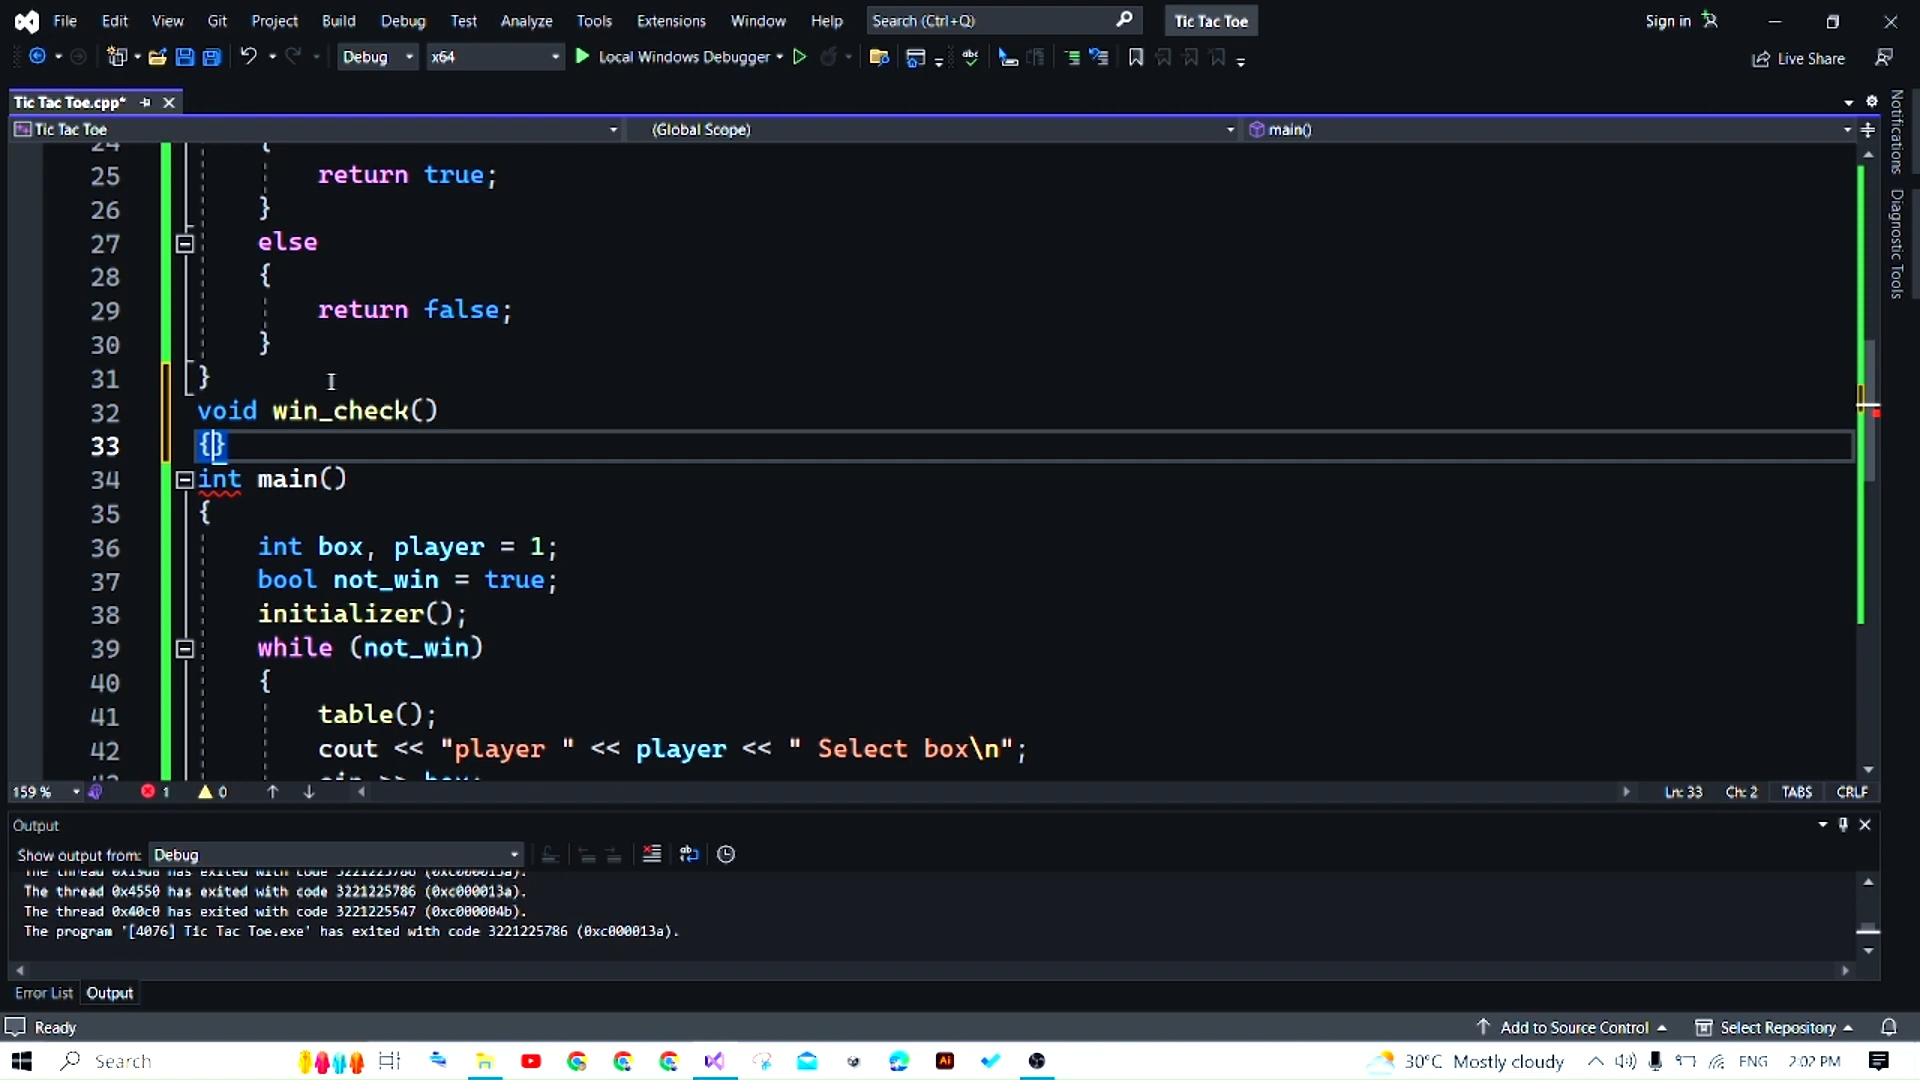 File Edit View Git Project Build Debug Test Analyze Tools Extensions Window Help Search (Ctrl+Q) Tic Tac Toe Sign in
Debug x64 Local Windows Debugger Live Share
Tic Tac Toe.cpp*
Tic Tac Toe (Global Scope) main()
Notifications
Diagnostic Tools
24 {
25 return true;
26 }
27 else
28 {
29 return false;
30 }
31 }
32 void win_check()
33 {}
34 int main()
35 {
36 int box, player = 1;
37 bool not_win = true;
38 initializer();
39 while (not_win)
40 {
41 table();
42 cout << "player " << player << " Select box\n";
43 cin >> box;
159 % 1 0 Ln: 33 Ch: 2 TABS CRLF
Output
Show output from: Debug
The thread 0x4550 has exited with code 3221225786 (0xc000013a).
The thread 0x40c0 has exited with code 3221225547 (0xc000004b).
The program '[4076] Tic Tac Toe.exe' has exited with code 3221225786 (0xc000013a).
Error List Output
Ready Add to Source Control Select Repository
Search 30°C Mostly cloudy ENG 2:02 PM